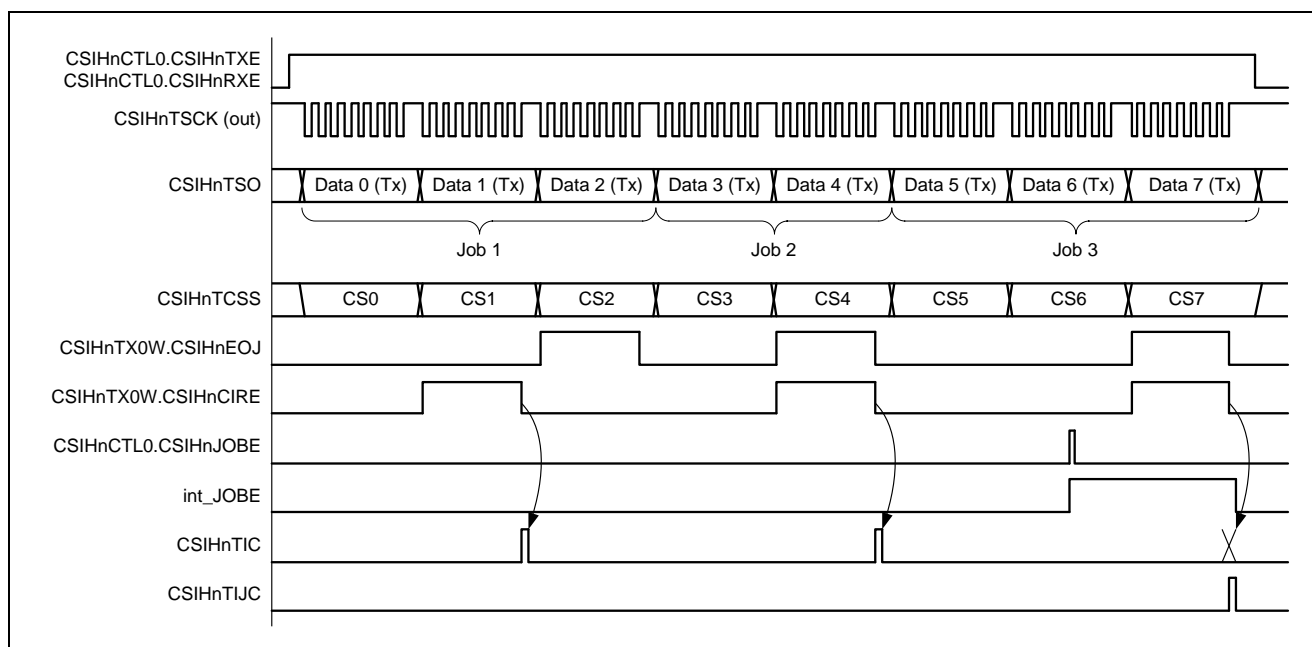 CSIHnCTL0.CSIHnTXE
CSIHnCTL0.CSIHnRXE
CSIHnTSCK (out)
CSIHnTSO
Data 0 (Tx) Data 1 (Tx) Data 2 (Tx) Data 3 (Tx) Data 4 (Tx) Data 5 (Tx) Data 6 (Tx) Data 7 (Tx)
Job 1 Job 2 Job 3
CSIHnTCSS
CS0 CS1 CS2 CS3 CS4 CS5 CS6 CS7
CSIHnTX0W.CSIHnEOJ
CSIHnTX0W.CSIHnCIRE
CSIHnCTL0.CSIHnJOBE
int_JOBE
CSIHnTIC
CSIHnTIJC